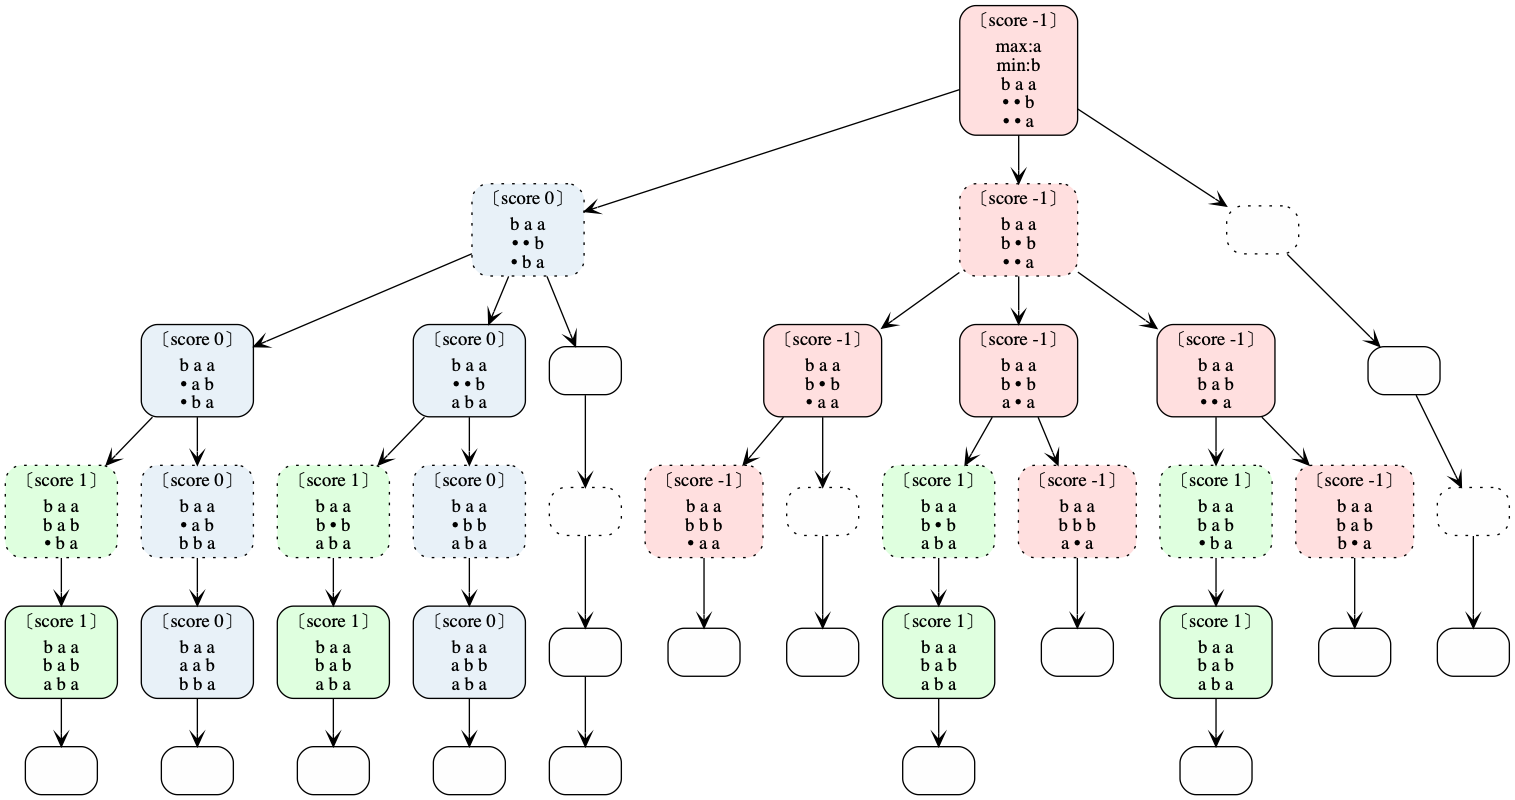 〔score -1〕
max:a
min:b
b a a
• • b
• • a
〔score 0〕
b a a
• • b
• b a
〔score -1〕
b a a
b • b
• • a
〔score 0〕
b a a
• a b
• b a
〔score 0〕
b a a
• • b
a b a
〔score -1〕
b a a
b • b
• a a
〔score -1〕
b a a
b • b
a • a
〔score -1〕
b a a
b a b
• • a
〔score 1〕
b a a
b a b
• b a
〔score 0〕
b a a
• a b
b b a
〔score 1〕
b a a
b • b
a b a
〔score 0〕
b a a
• b b
a b a
〔score -1〕
b a a
b b b
• a a
〔score 1〕
b a a
b • b
a b a
〔score -1〕
b a a
b b b
a • a
〔score 1〕
b a a
b a b
• b a
〔score -1〕
b a a
b a b
b • a
〔score 1〕
b a a
b a b
a b a
〔score 0〕
b a a
a a b
b b a
〔score 1〕
b a a
b a b
a b a
〔score 0〕
b a a
a b b
a b a
〔score 1〕
b a a
b a b
a b a
〔score 1〕
b a a
b a b
a b a